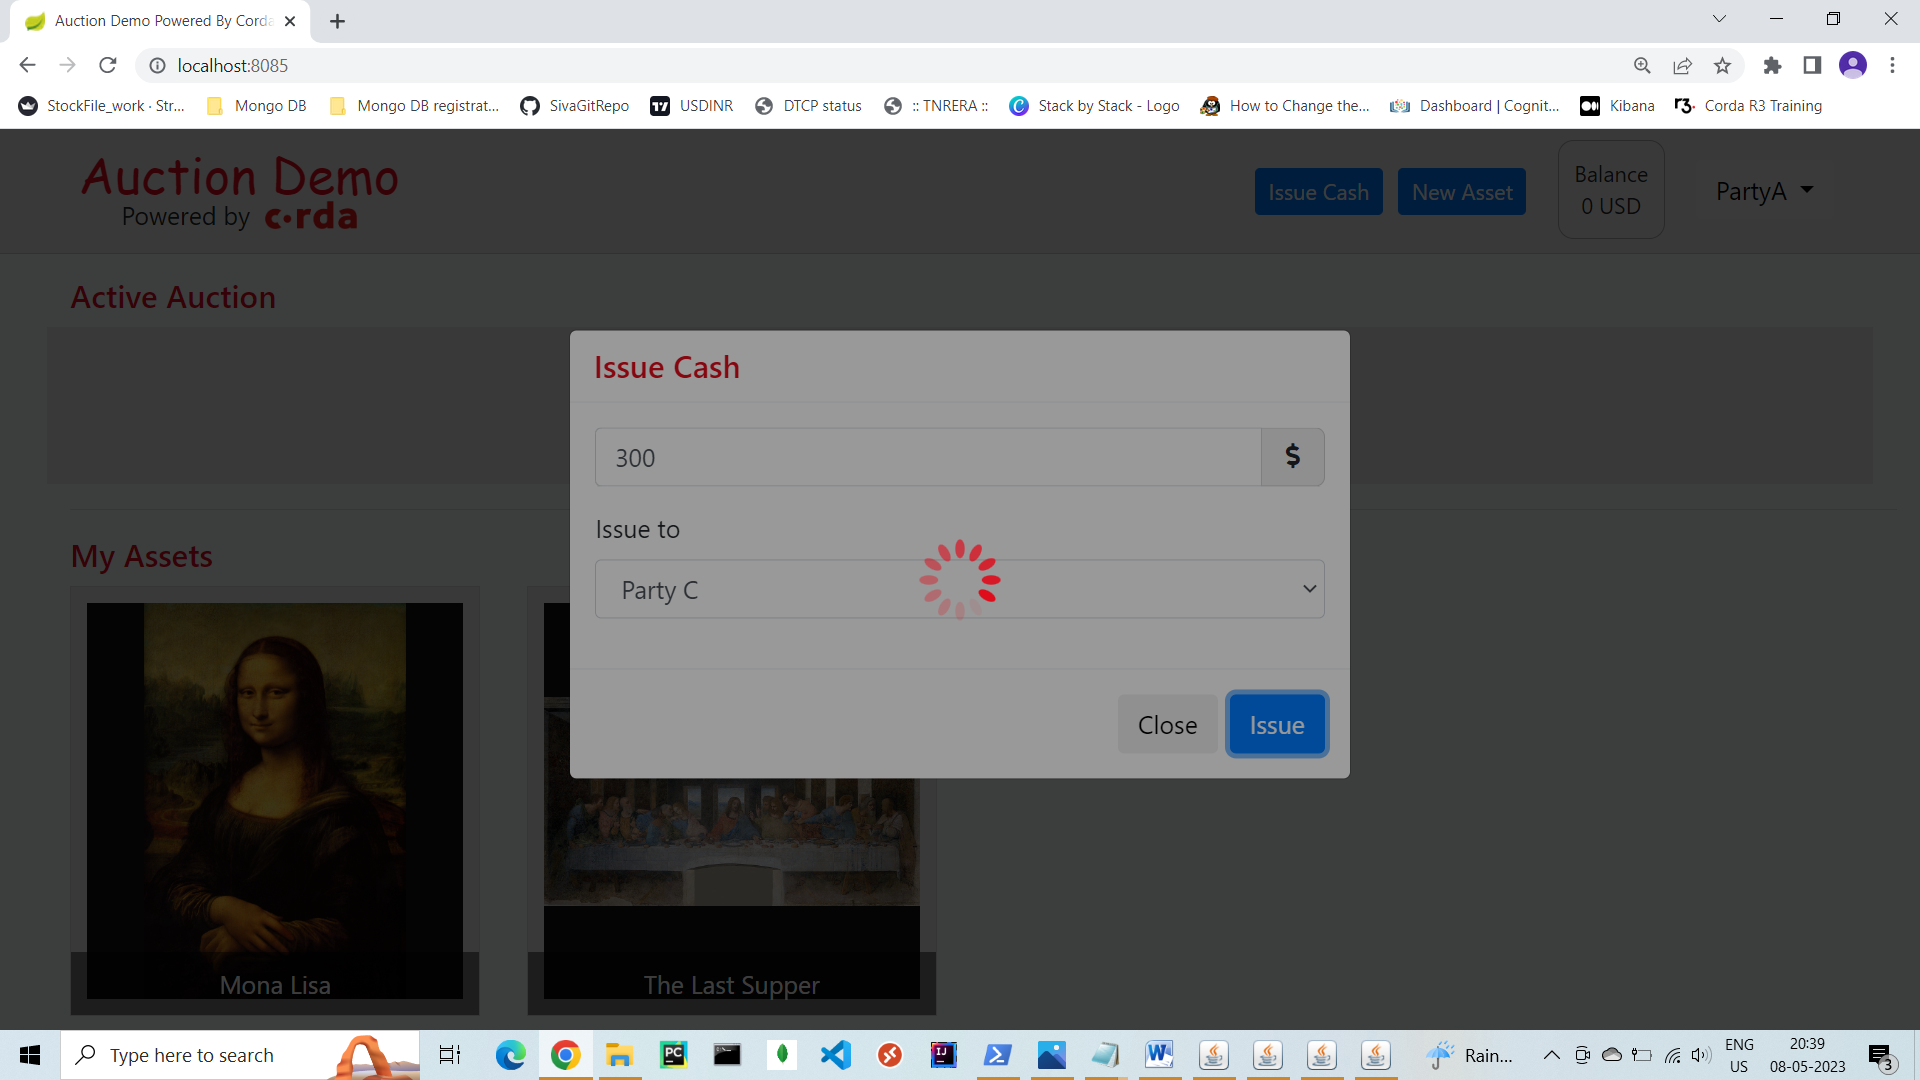 Auction Demo Powered By Corda
localhost:8085
StockFile_work · Str...
Mongo DB
Mongo DB registrat...
SivaGitRepo
USDINR
DTCP status
:: TNRERA ::
Stack by Stack - Logo
How to Change the...
Dashboard | Cognit...
Kibana
r3. Corda R3 Training
Auction Demo
Powered by c·rda
Issue Cash
New Asset
Balance
0 USD
PartyA
Active Auction
Issue Cash
300
$
Issue to
Party C
Close
Issue
My Assets
Mona Lisa
The Last Supper
Type here to search
Rain...
ENG
US
20:39
08-05-2023
3